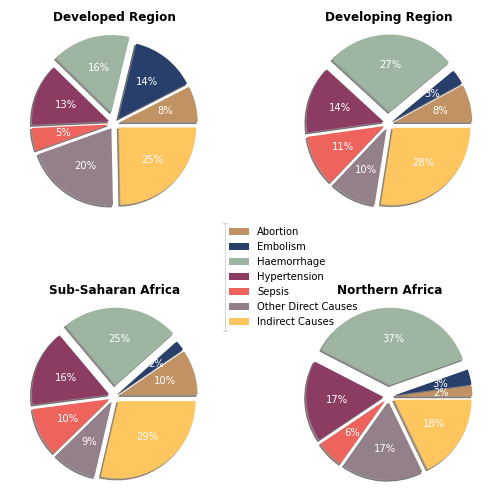 Developed Region
Developing Region
16%
14%
8%
13%
5%
20%
25%
27%
3%
8%
14%
11%
10%
28%
Abortion
Embolism
Haemorrhage
Hypertension
Sepsis
Other Direct Causes
Indirect Causes
Sub-Saharan Africa
Northern Africa
25%
2%
10%
16%
10%
9%
29%
37%
3%
2%
17%
6%
17%
18%